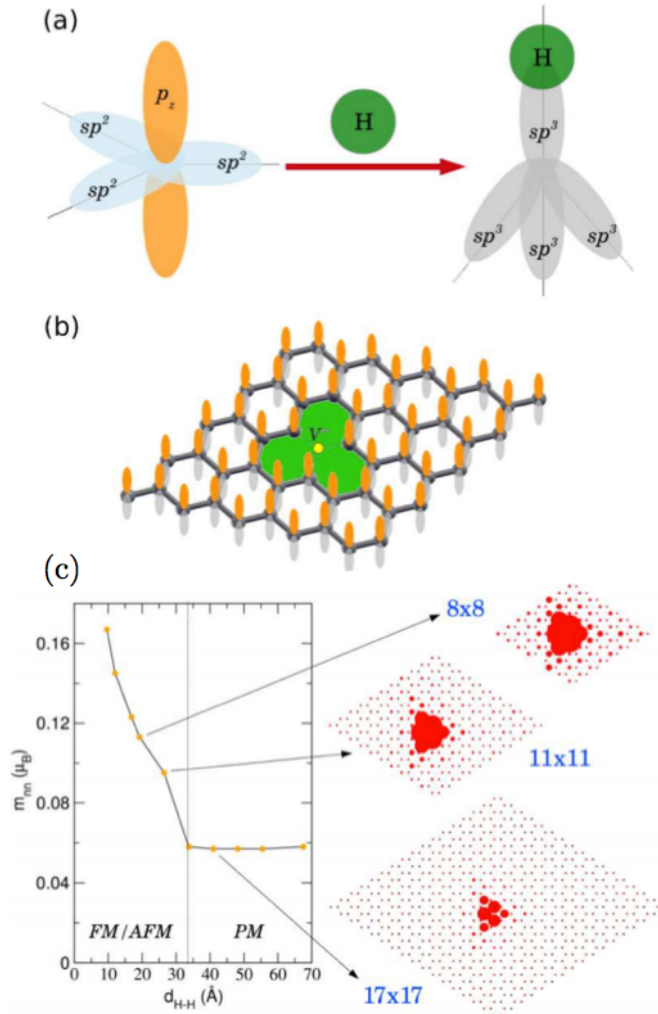 (a)
p_z
sp²
sp²
sp²
H
H
sp³
sp³
sp³
sp³
(b)
V
(c)
0.16
0.12
0.08
0.04
0
m_nn (μ_B)
FM/AFM
PM
0 10 20 30 40 50 60 70
d_H-H (Å)
8x8
11x11
17x17